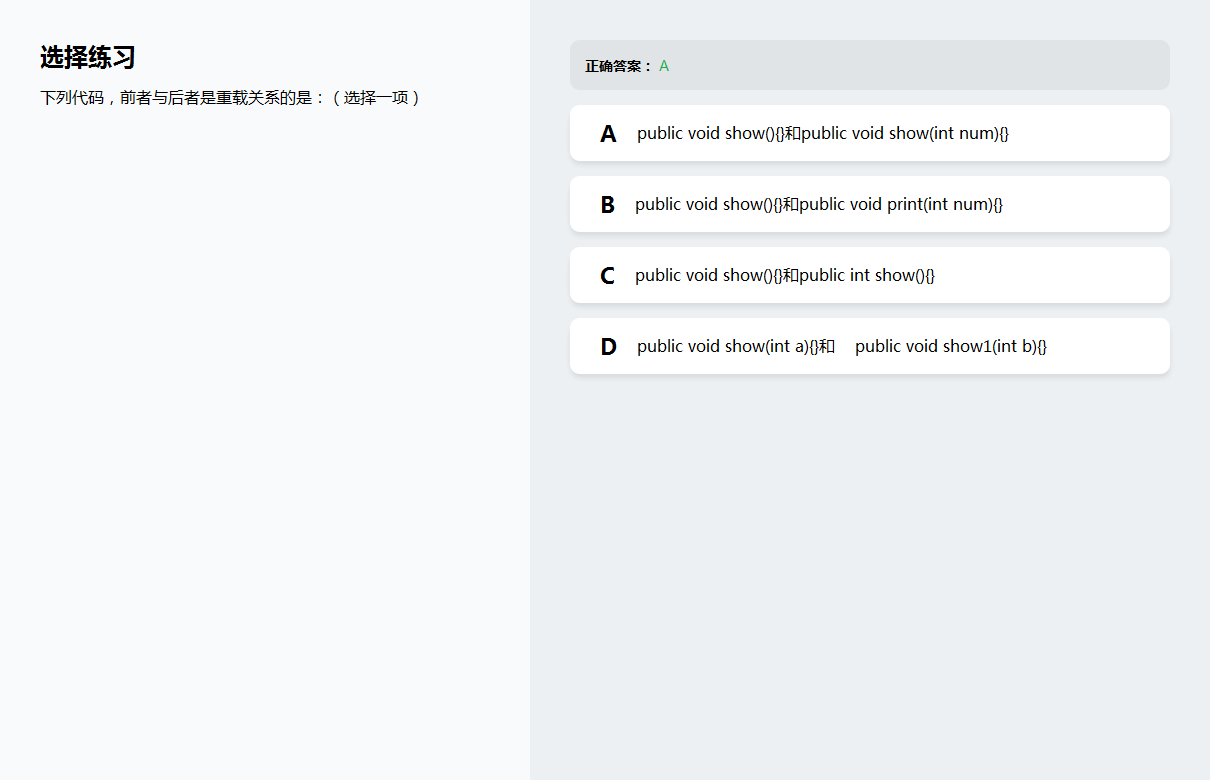 选择练习
下列代码，前者与后者是重载关系的是：（选择一项）
正确答案： A
A public void show(){}和public void show(int num){}
B public void show(){}和public void print(int num){}
C public void show(){}和public int show(){}
D public void show(int a){}和 public void show1(int b){}